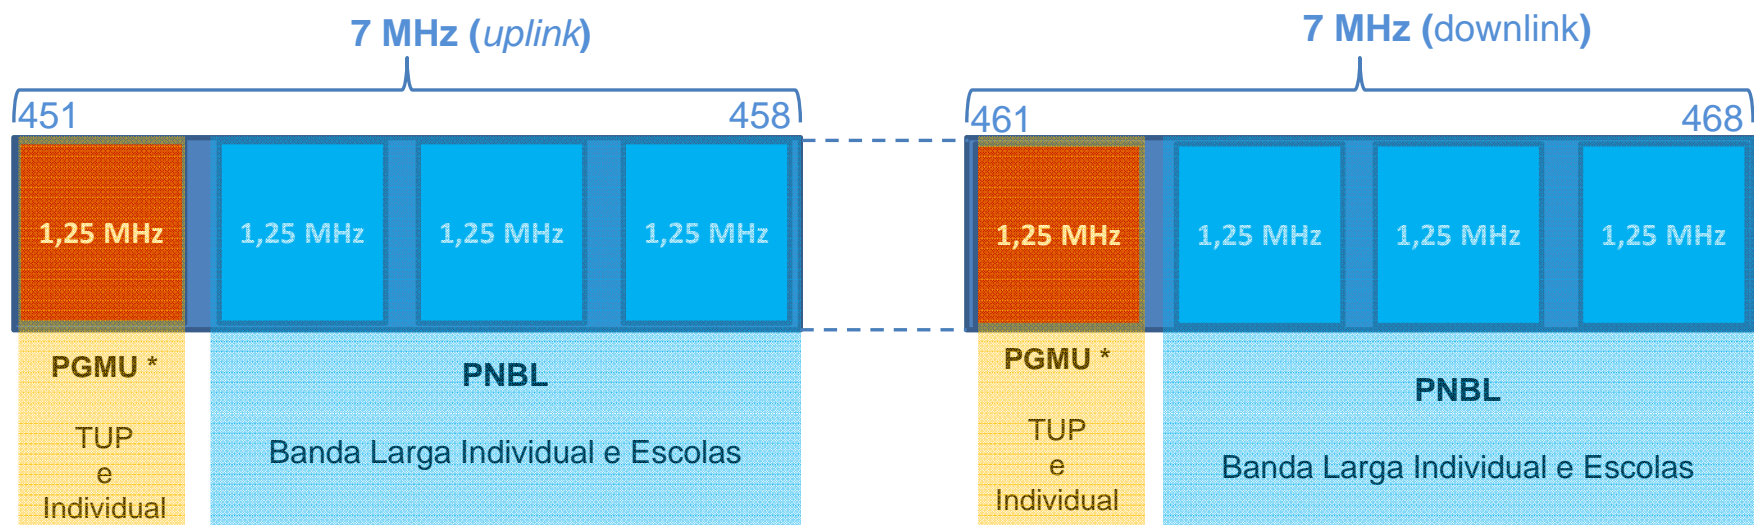 7 MHz (uplink)
451
458
1,25 MHz
1,25 MHz
1,25 MHz
1,25 MHz
PGMU *
TUP
e
Individual
PNBL
Banda Larga Individual e Escolas
7 MHz (downlink)
461
468
1,25 MHz
1,25 MHz
1,25 MHz
1,25 MHz
PGMU *
TUP
e
Individual
PNBL
Banda Larga Individual e Escolas